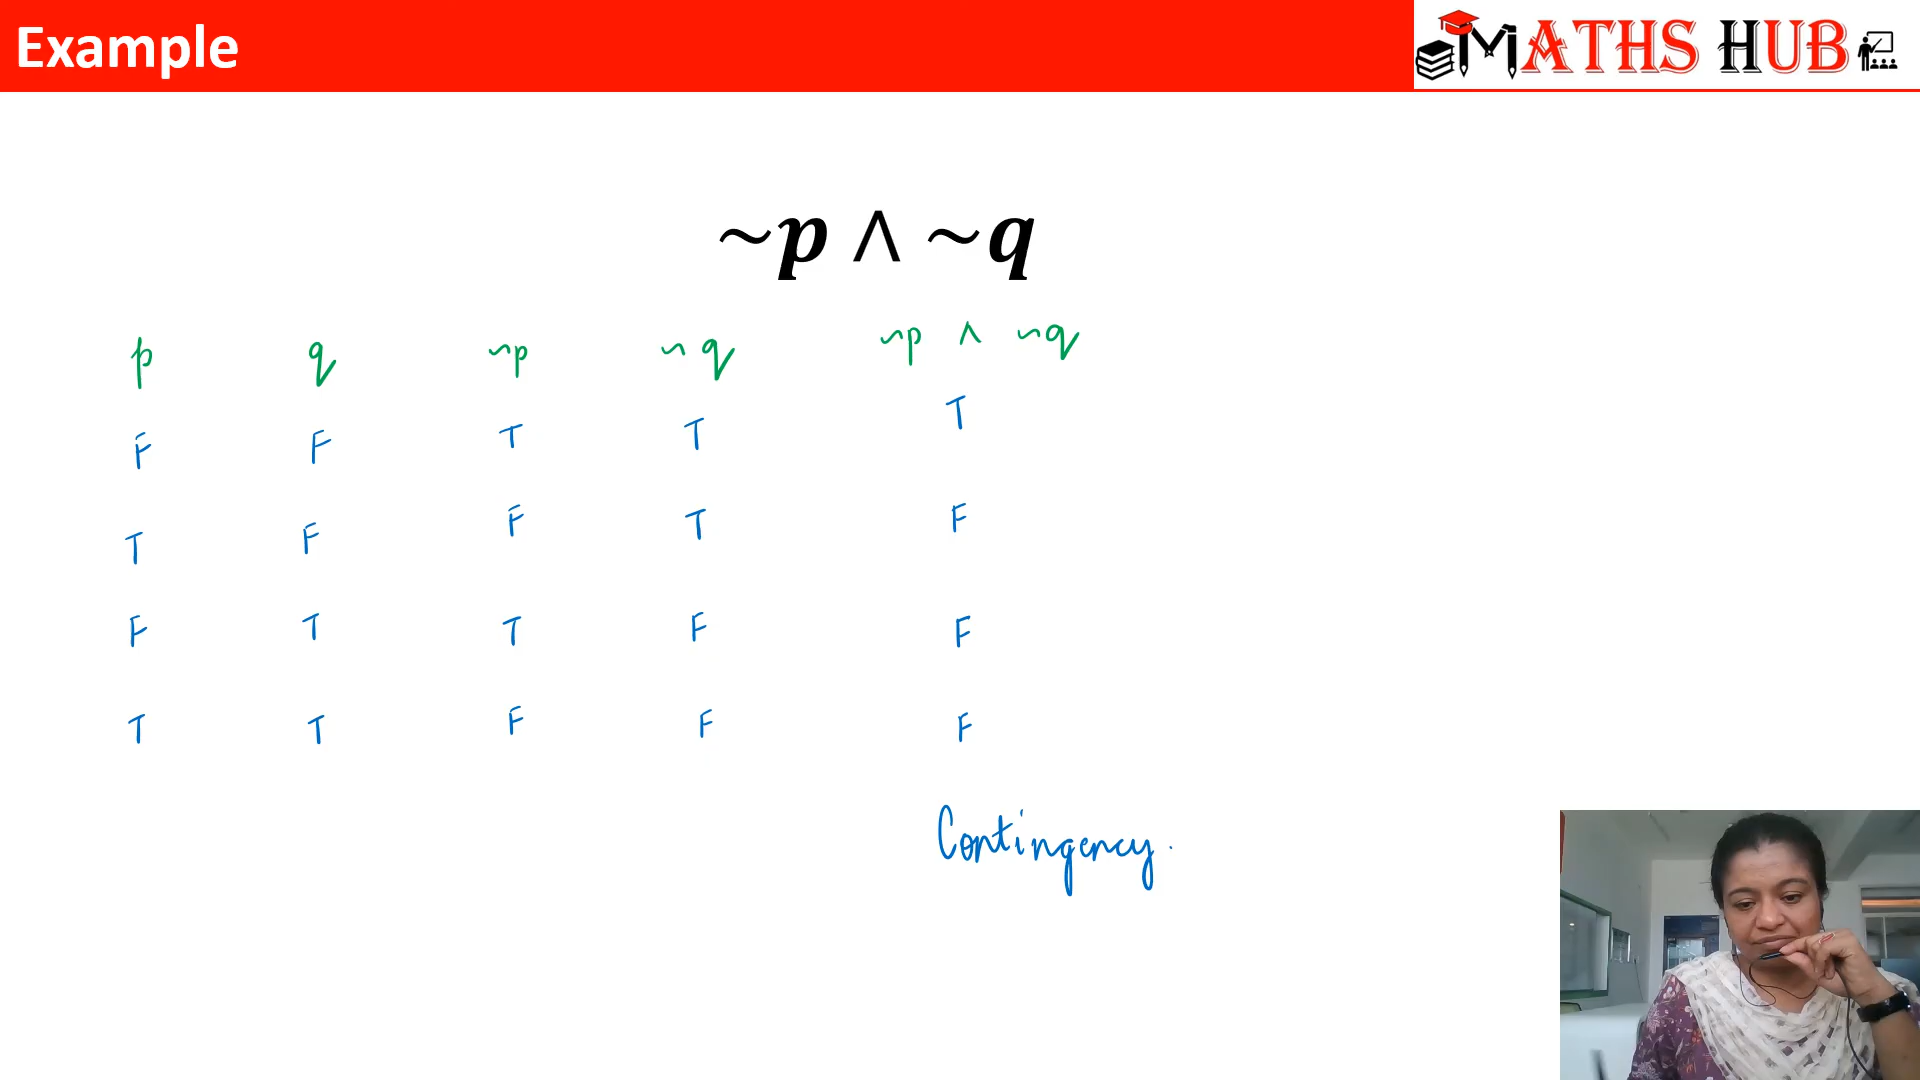 Example
MATHS HUB
~p ∧ ~q
p q ~p ~q ~p ∧ ~q
F F T T T
T F F T F
F T T F F
T T F F F
Contingency.